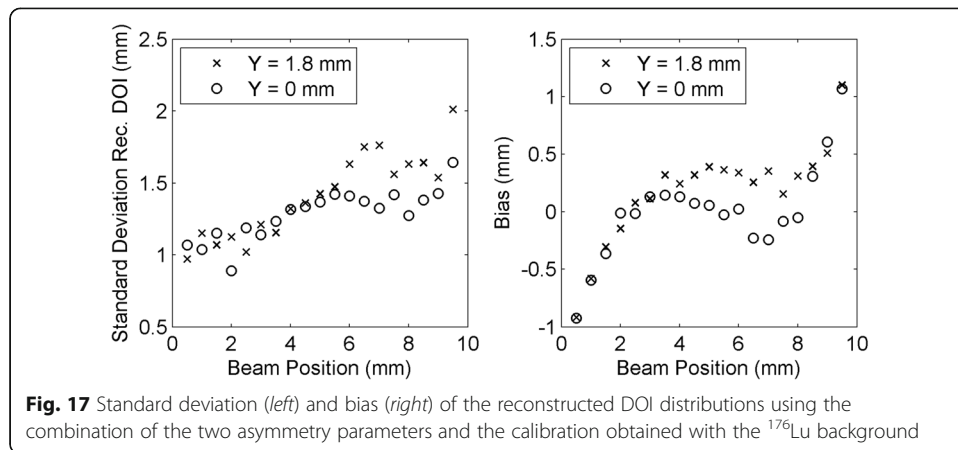 2.5
2
1.5
1
0.5
Standard Deviation Rec. DOI (mm)
× Y = 1.8 mm
○ Y = 0 mm
0 2 4 6 8 10
Beam Position (mm)
1.5
1
0.5
0
-0.5
-1
Bias (mm)
× Y = 1.8 mm
○ Y = 0 mm
0 2 4 6 8 10
Beam Position (mm)
Fig. 17 Standard deviation (left) and bias (right) of the reconstructed DOI distributions using the
combination of the two asymmetry parameters and the calibration obtained with the ¹⁷⁶Lu background